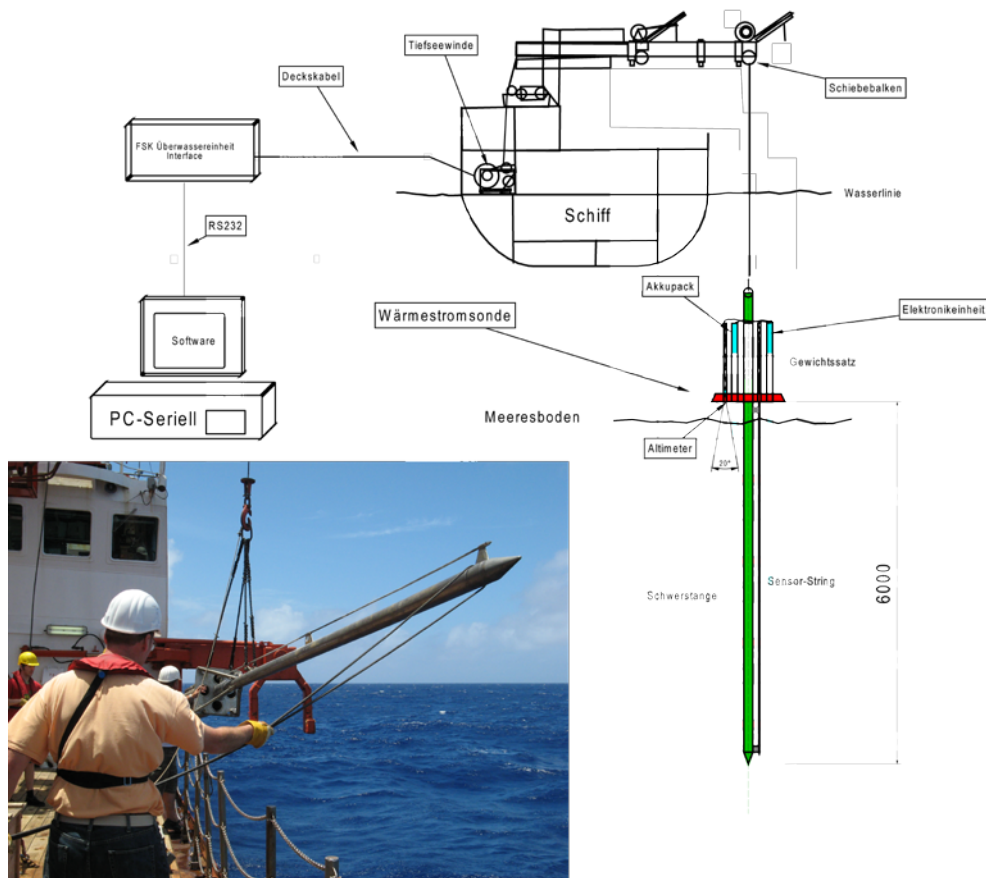 Tiefseewinde
Deckskabel
Schiebebalken
FSK Überwassereinheit
Interface
Wasserlinie
Schiff
RS232
Akkupack
Wärmestromsonde
Elektronikeinheit
Software
Gewichtssatz
PC-Seriell
Meeresboden
Altimeter
20°
Schwerstange
Sensor-String
6000